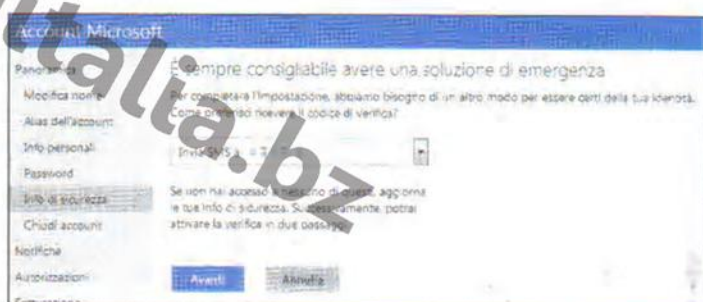 Account Microsoft
italia.bz
Panoramica
Modifica nome
Alias dell'account
Info personali
Password
Info di sicurezza
Chiudi account
Notifiche
Autorizzazioni
Fatturazione
È sempre consigliabile avere una soluzione di emergenza
Per completare l'impostazione, abbiamo bisogno di un altro modo per essere certi della tua identità.
Come preferisci ricevere il codice di verifica?
Invia SMS a
Se non hai accesso a nessuno di questi, aggiorna
le tue info di sicurezza. Successivamente, potrai
attivare la verifica in due passaggi.
Avanti
Annulla